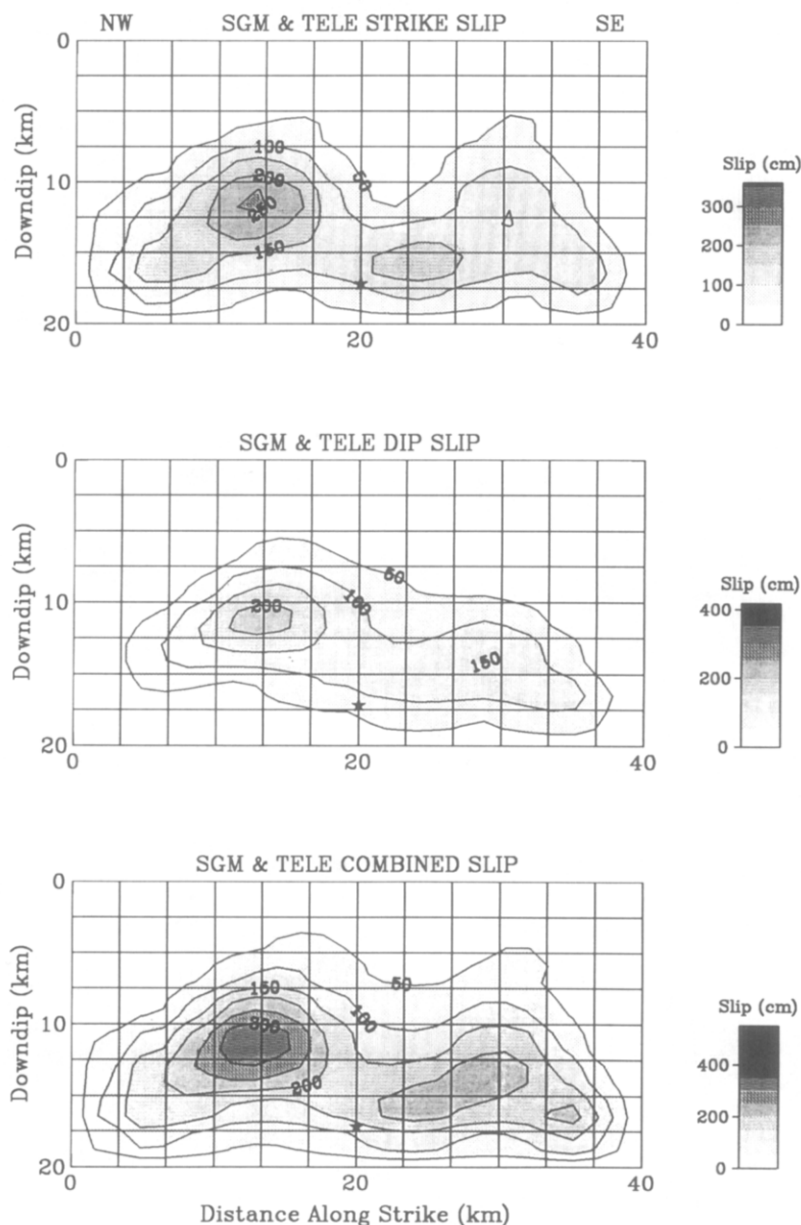 NW SGM & TELE STRIKE SLIP SE
0
10
20
Downdip (km)
100
200
250
150
50
0 20 40
Slip (cm)
300
200
100
0
SGM & TELE DIP SLIP
0
10
20
Downdip (km)
50
100
200
150
0 20 40
Slip (cm)
400
200
0
SGM & TELE COMBINED SLIP
0
10
20
Downdip (km)
50
150
100
300
200
0 20 40
Slip (cm)
400
200
0
Distance Along Strike (km)